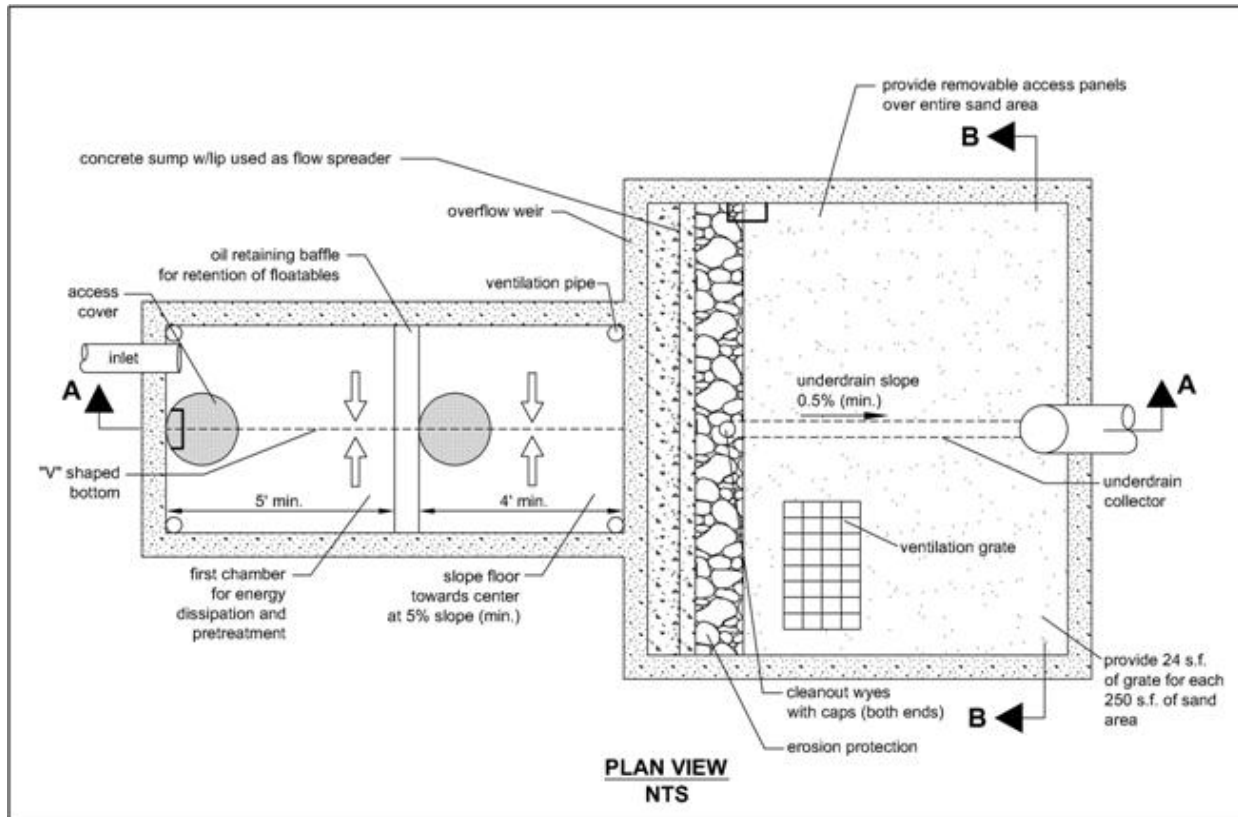 provide removable access panels
over entire sand area
B
concrete sump w/lip used as flow spreader
overflow weir
oil retaining baffle
for retention of floatables
ventilation pipe
access
cover
inlet
A
A
underdrain slope
0.5% (min.)
"V" shaped
bottom
5' min.
4' min.
underdrain
collector
ventilation grate
first chamber
for energy
dissipation and
pretreatment
slope floor
towards center
at 5% slope (min.)
cleanout wyes
with caps (both ends)
erosion protection
B
provide 24 s.f.
of grate for each
250 s.f. of sand
area
PLAN VIEW
NTS